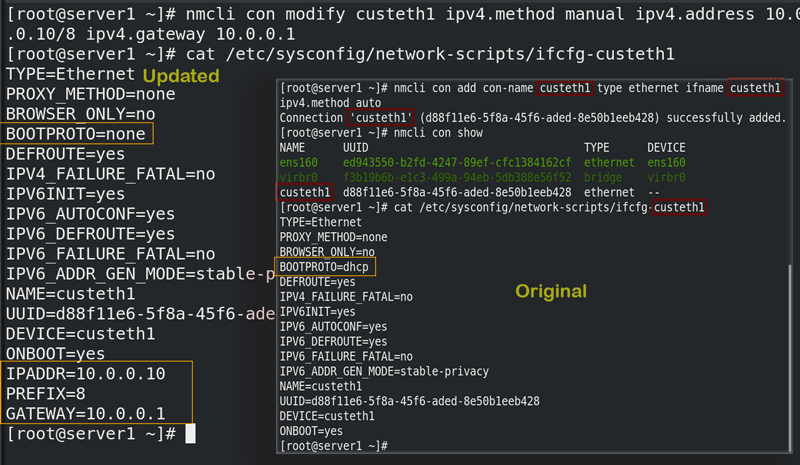 [root@server1 ~]# nmcli con modify custeth1 ipv4.method manual ipv4.address 10.0
.0.10/8 ipv4.gateway 10.0.0.1
[root@server1 ~]# cat /etc/sysconfig/network-scripts/ifcfg-custeth1
TYPE=Ethernet
Updated
PROXY_METHOD=none
BROWSER_ONLY=no
BOOTPROTO=none
DEFROUTE=yes
IPV4_FAILURE_FATAL=no
IPV6INIT=yes
IPV6_AUTOCONF=yes
IPV6_DEFROUTE=yes
IPV6_FAILURE_FATAL=no
IPV6_ADDR_GEN_MODE=stable-p
NAME=custeth1
UUID=d88f11e6-5f8a-45f6-ade
DEVICE=custeth1
ONBOOT=yes
IPADDR=10.0.0.10
PREFIX=8
GATEWAY=10.0.0.1
[root@server1 ~]#
[root@server1 ~]# nmcli con add con-name custeth1 type ethernet ifname custeth1
ipv4.method auto
Connection 'custeth1' (d88f11e6-5f8a-45f6-aded-8e50b1eeb428) successfully added.
[root@server1 ~]# nmcli con show
NAME UUID TYPE DEVICE
ens160 ed943550-b2fd-4247-89ef-cfc1384162cf ethernet ens160
virbr0 f3b19b6b-e1c3-499a-94eb-5db388e56f52 bridge virbr0
custeth1 d88f11e6-5f8a-45f6-aded-8e50b1eeb428 ethernet --
[root@server1 ~]# cat /etc/sysconfig/network-scripts/ifcfg-custeth1
TYPE=Ethernet
PROXY_METHOD=none
BROWSER_ONLY=no
BOOTPROTO=dhcp
DEFROUTE=yes
IPV4_FAILURE_FATAL=no
Original
IPV6INIT=yes
IPV6_AUTOCONF=yes
IPV6_DEFROUTE=yes
IPV6_FAILURE_FATAL=no
IPV6_ADDR_GEN_MODE=stable-privacy
NAME=custeth1
UUID=d88f11e6-5f8a-45f6-aded-8e50b1eeb428
DEVICE=custeth1
ONBOOT=yes
[root@server1 ~]#